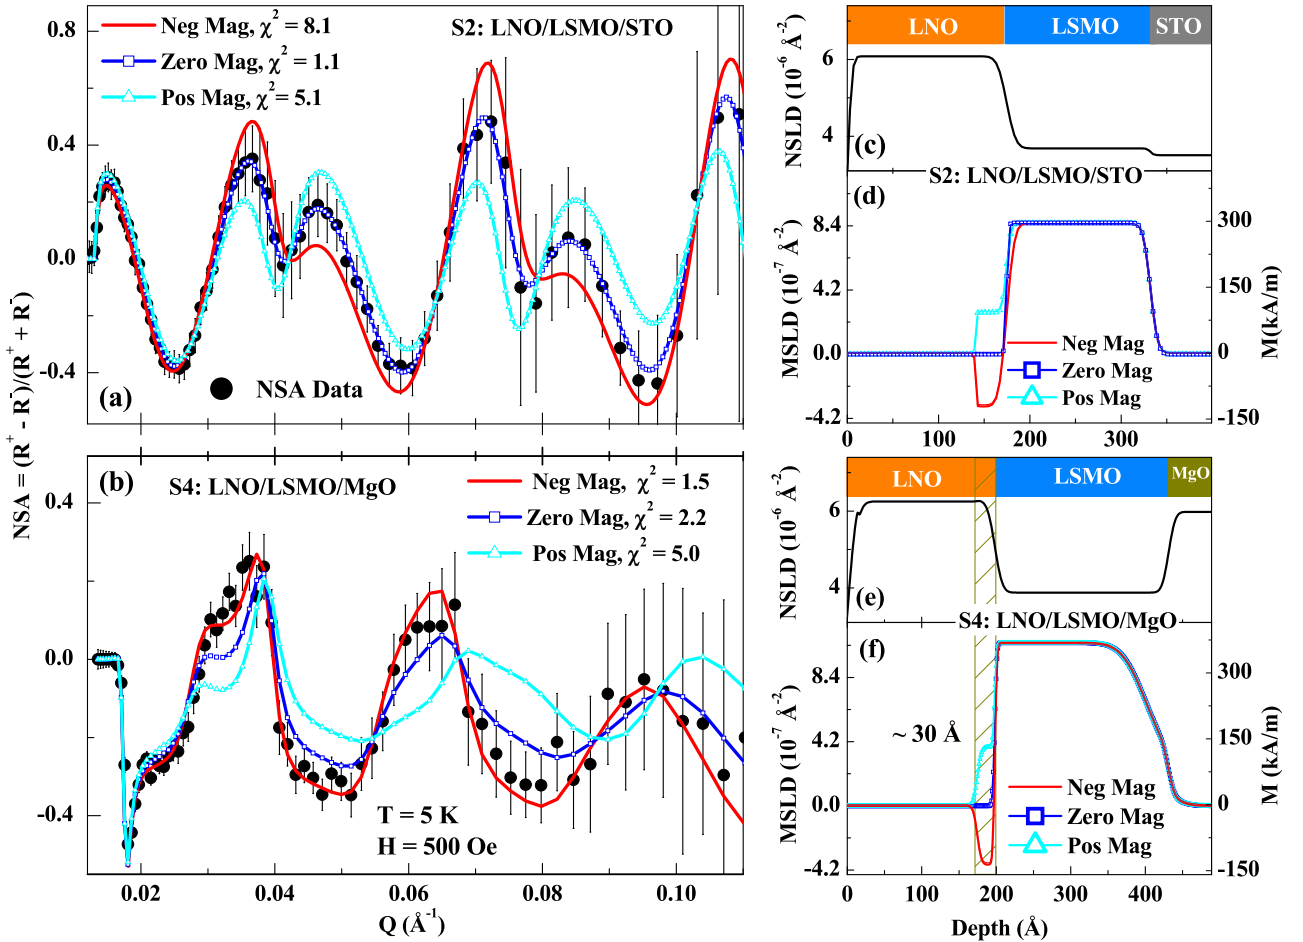 S2: LNO/LSMO/STO
Neg Mag, χ² = 8.1
Zero Mag, χ² = 1.1
Pos Mag, χ² = 5.1
0.8
0.4
0.0
-0.4
(a)
NSA Data
NSA = (R⁺ - R⁻)/(R⁺ + R⁻)
(b)
S4: LNO/LSMO/MgO
Neg Mag, χ² = 1.5
Zero Mag, χ² = 2.2
Pos Mag, χ² = 5.0
0.4
0.0
-0.4
T = 5 K
H = 500 Oe
0.02 0.04 0.06 0.08 0.10
Q (Å⁻¹)
LNO LSMO STO
NSLD (10⁻⁶ Å⁻²)
6
4
(c)
S2: LNO/LSMO/STO
(d)
MSLD (10⁻⁷ Å⁻²)
8.4
4.2
0.0
-4.2
300
150
0
-150
M(kA/m)
Neg Mag
Zero Mag
Pos Mag
0 100 200 300
LNO LSMO MgO
NSLD (10⁻⁶ Å⁻²)
6
4
(e)
S4: LNO/LSMO/MgO
(f)
MSLD (10⁻⁷ Å⁻²)
8.4
4.2
0.0
-4.2
300
150
0
-150
M (kA/m)
~ 30 Å
Neg Mag
Zero Mag
Pos Mag
0 100 200 300 400
Depth (Å)